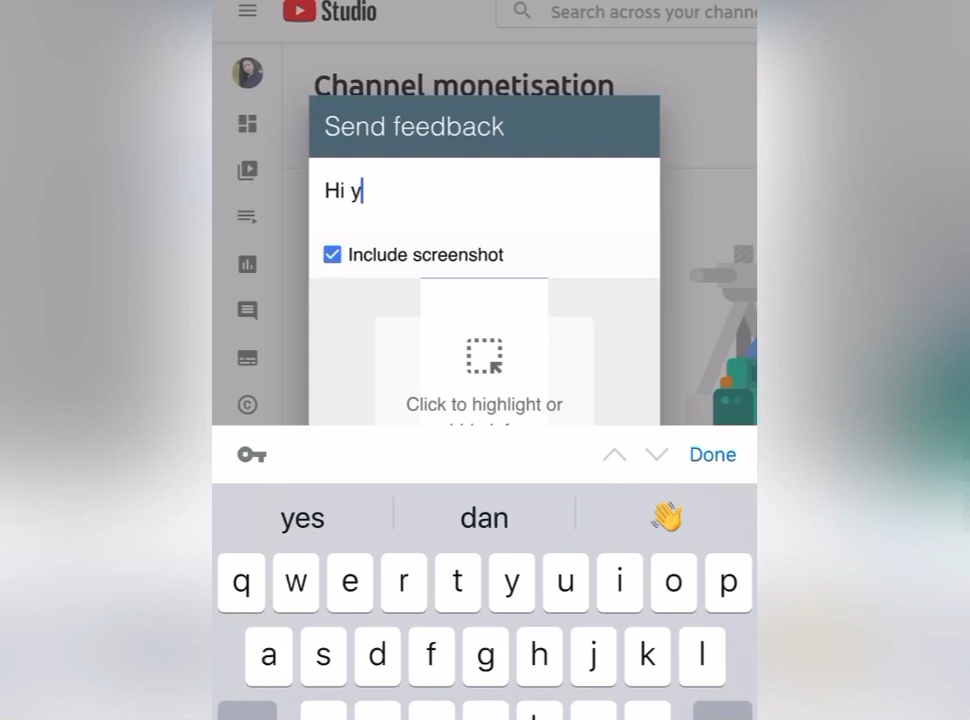 Studio
Search across your chann
Channel monetisation
Send feedback
Hi y
Include screenshot
Click to highlight or
Done
yes
dan
q w e r t y u i o p
a s d f g h j k l